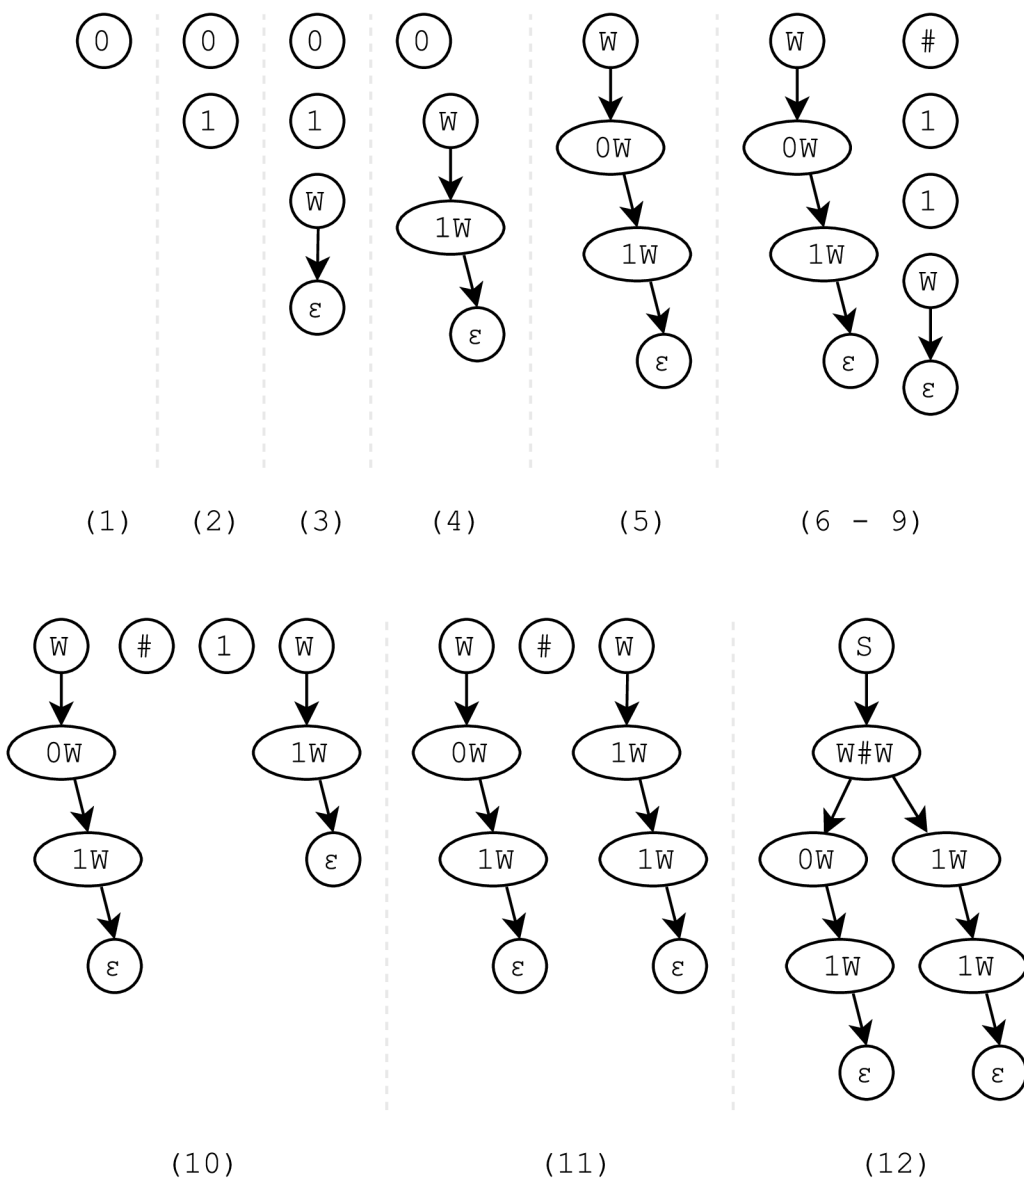 0 0 0 0 W W #
1 1 W 0W 0W 1
W 1W 1
1W 1W W
ε ε ε ε ε
(1) (2) (3) (4) (5) (6 - 9)
W # 1 W W # W S
0W 1W 0W 1W W#W
1W ε 1W 1W 0W 1W
ε ε ε 1W 1W
ε ε
(10) (11) (12)